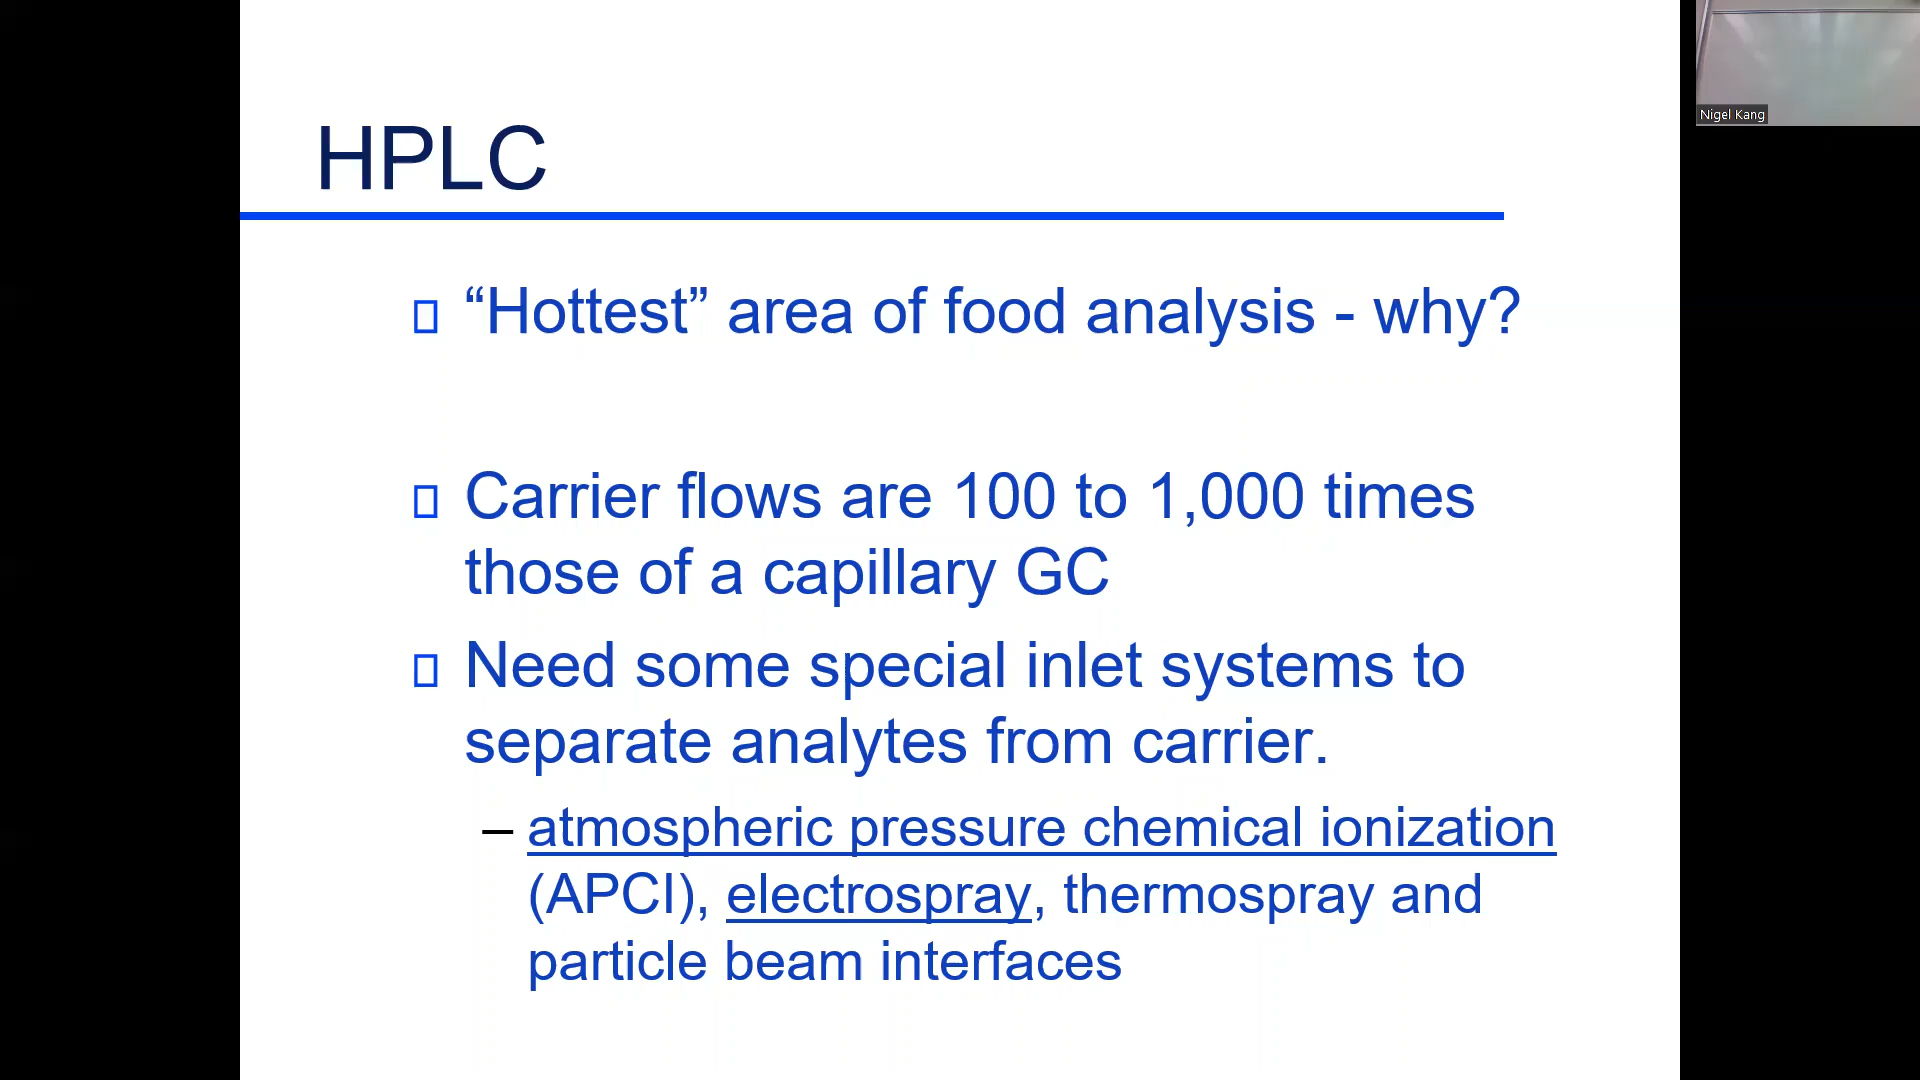 HPLC
“Hottest” area of food analysis - why?
Carrier flows are 100 to 1,000 times
those of a capillary GC
Need some special inlet systems to
separate analytes from carrier.
– atmospheric pressure chemical ionization
(APCI), electrospray, thermospray and
particle beam interfaces
Nigel Kang